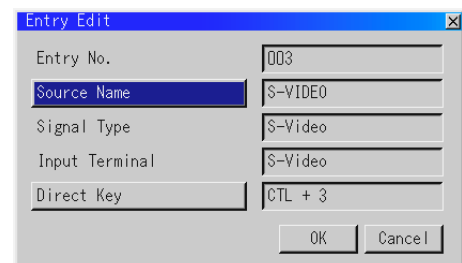 Entry Edit
Entry No. 003
Source Name S-VIDEO
Signal Type S-Video
Input Terminal S-Video
Direct Key CTL + 3
OK Cancel